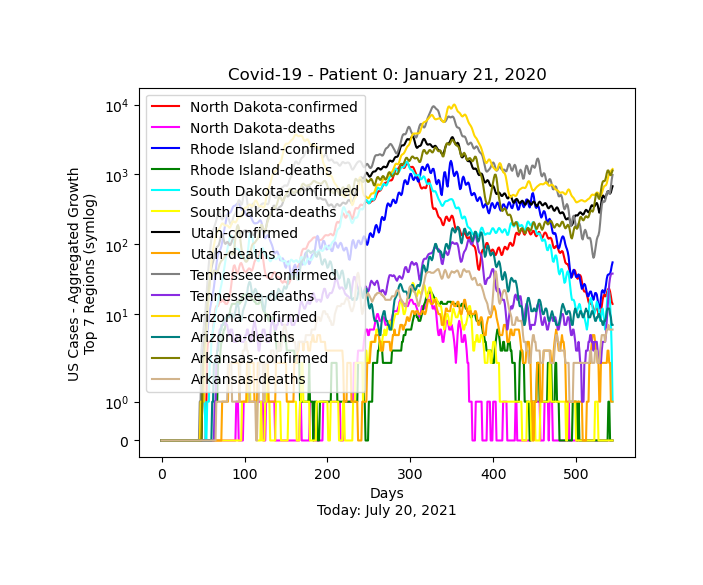 Covid-19 - Patient 0: January 21, 2020
US Cases - Aggregated Growth
Top 7 Regions (symlog)
10⁴
10³
10²
10¹
10⁰
0
North Dakota-confirmed
North Dakota-deaths
Rhode Island-confirmed
Rhode Island-deaths
South Dakota-confirmed
South Dakota-deaths
Utah-confirmed
Utah-deaths
Tennessee-confirmed
Tennessee-deaths
Arizona-confirmed
Arizona-deaths
Arkansas-confirmed
Arkansas-deaths
0 100 200 300 400 500
Days
Today: July 20, 2021